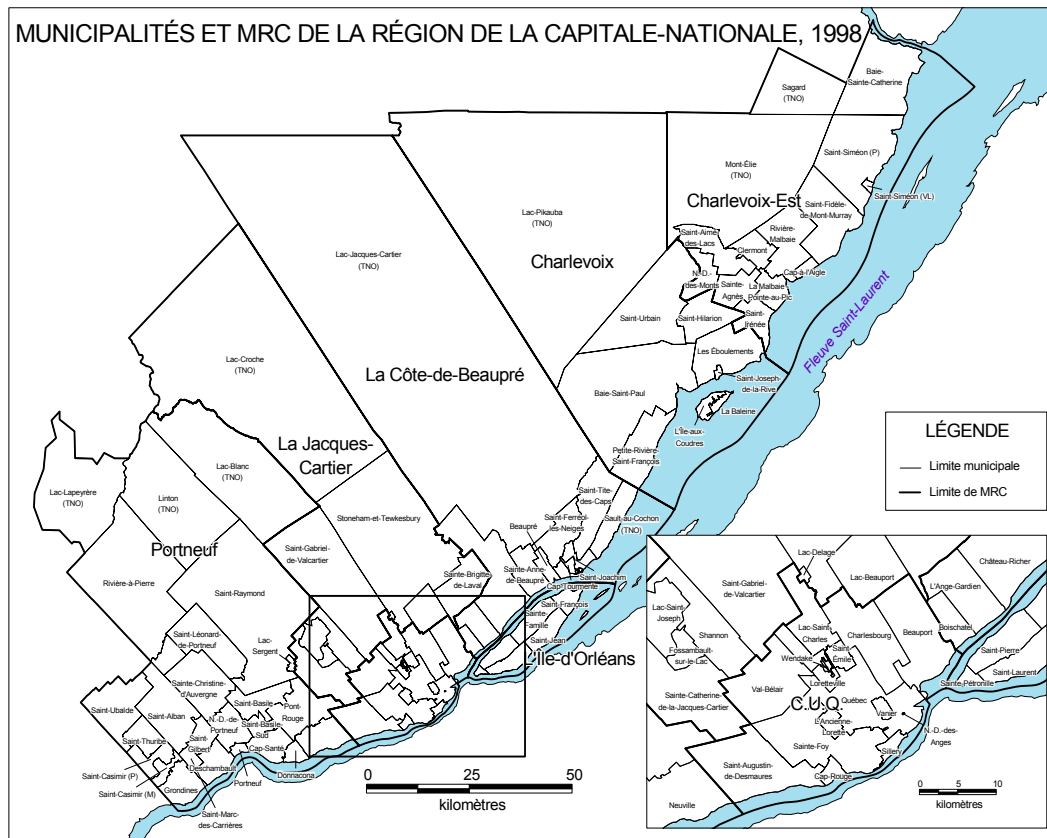 MUNICIPALITÉS ET MRC DE LA RÉGION DE LA CAPITALE-NATIONALE, 1998
Sagard
(TNO)
Baie-
Sainte-Catherine
Saint-Siméon (P)
Saint-Siméon (VL)
Mont-Élie
(TNO)
Charlevoix-Est
Saint-Fidèle-
de-Mont-Murray
Rivière-
Malbaie
Saint-Aimé-
des-Lacs
Clermont
Cap-à-l'Aigle
N.-D.-
des-Monts
Sainte-
Agnès
La Malbaie
Pointe-au-Pic
Saint-
Irénée
Lac-Pikauba
(TNO)
Charlevoix
Saint-Urbain
Saint-Hilarion
Les Éboulements
Saint-Joseph-
de-la-Rive
La Baleine
L'Île-aux-
Coudres
Baie-Saint-Paul
Petite-Rivière-
Saint-François
Fleuve Saint-Laurent
Lac-Jacques-Cartier
(TNO)
La Côte-de-Beaupré
Saint-Tite-
des-Caps
Sault-au-Cochon
(TNO)
Saint-Ferréol-
les-Neiges
Beaupré
Sainte-Anne-
de-Beaupré
Saint-Joachim
Cap Tourmente
Saint-François
Sainte
Famille
Saint-Jean
L'Île-d'Orléans
Lac-Croche
(TNO)
La Jacques-
Cartier
Stoneham-et-Tewkesbury
Saint-Gabriel-
de-Valcartier
Sainte-Brigitte-
de-Laval
Lac-Lapeyrère
(TNO)
Linton
(TNO)
Lac-Blanc
(TNO)
Portneuf
Rivière-à-Pierre
Saint-Raymond
Saint-Léonard-
de-Portneuf
Lac-
Sergent
Sainte-Christine-
d'Auvergne
Saint-Ubalde
Saint-Alban
N.-D.-de-
Portneuf
Saint-Basile
Saint-Basile-
Sud
Pont-
Rouge
Saint-Thuribe
Saint-
Gilbert
Cap-Santé
Deschambault
Donnacona
Portneuf
Saint-Casimir (P)
Saint-Casimir (M)
Grondines
Saint-Marc-
des-Carrières
0 25 50
kilomètres
LÉGENDE
Limite municipale
Limite de MRC
Lac-Delage
Château-Richer
Saint-Gabriel-
de-Valcartier
Lac-Beauport
L'Ange-Gardien
Lac-Saint-
Joseph
Shannon
Lac-Saint-
Charles
Charlesbourg
Beauport
Boischatel
Fossambault-
sur-le-Lac
Wendake
Saint-
Émile
Saint-Pierre
Loretteville
Saint-Laurent
Sainte-Pétronille
Sainte-Catherine-
de-la-Jacques-Cartier
Val-Bélair
C.U.Q.
Québec
Vanier
L'Ancienne-
Lorette
N.-D.-des-
Anges
Sainte-Foy
Sillery
Saint-Augustin-
de-Desmaures
Cap-Rouge
Neuville
0 5 10
kilomètres